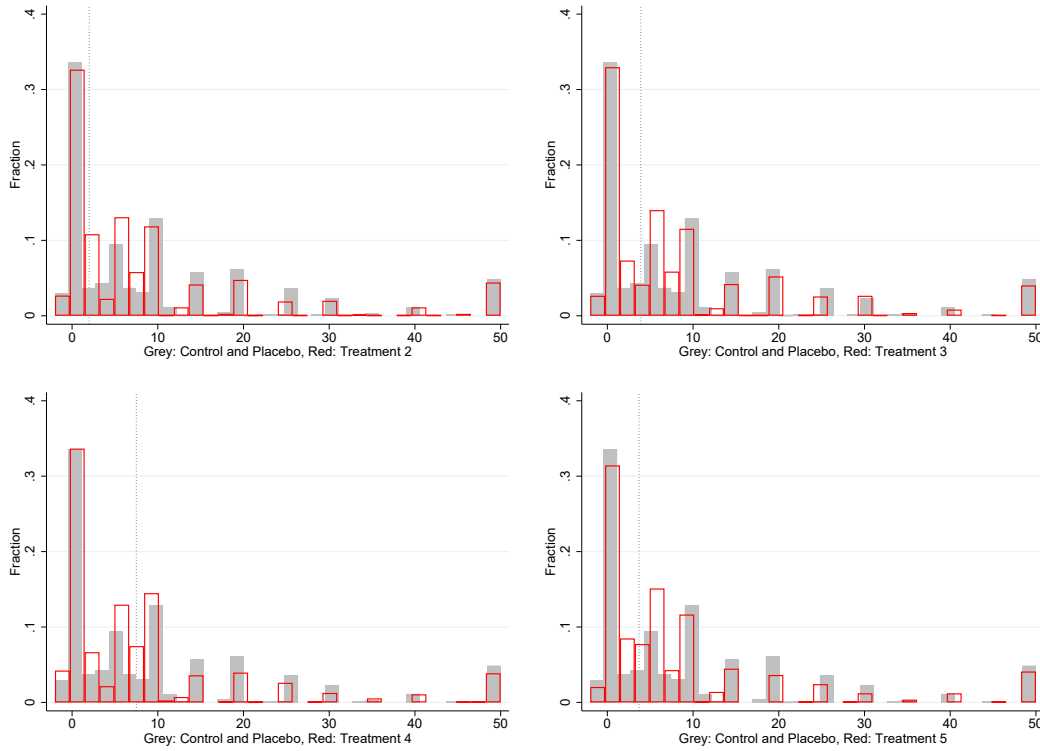 .4
.3
.2
.1
0
Fraction
0 10 20 30 40 50
Grey: Control and Placebo, Red: Treatment 2
.4
.3
.2
.1
0
Fraction
0 10 20 30 40 50
Grey: Control and Placebo, Red: Treatment 3
.4
.3
.2
.1
0
Fraction
0 10 20 30 40 50
Grey: Control and Placebo, Red: Treatment 4
.4
.3
.2
.1
0
Fraction
0 10 20 30 40 50
Grey: Control and Placebo, Red: Treatment 5